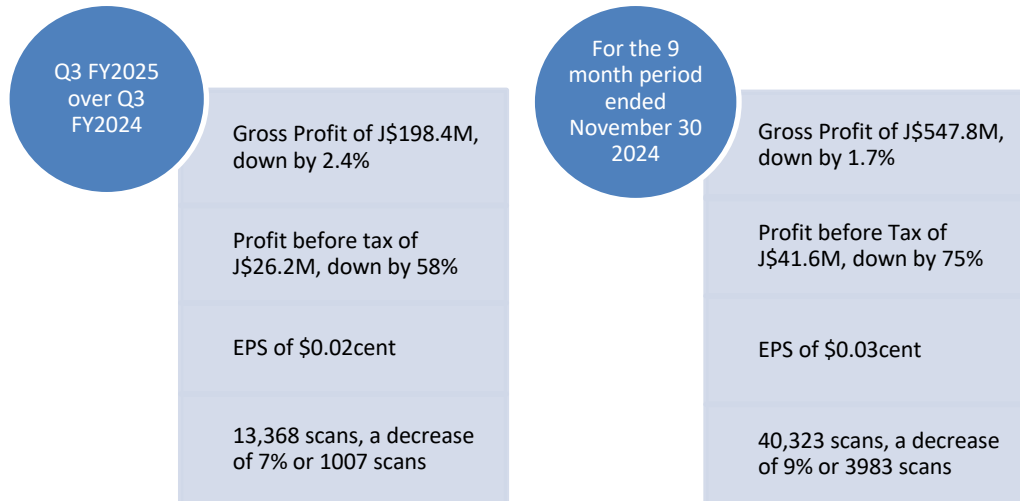 Q3 FY2025
over Q3
FY2024
Gross Profit of J$198.4M,
down by 2.4%
Profit before tax of
J$26.2M, down by 58%
EPS of $0.02cent
13,368 scans, a decrease
of 7% or 1007 scans
For the 9
month period
ended
November 30
2024
Gross Profit of J$547.8M,
down by 1.7%
Profit before Tax of
J$41.6M, down by 75%
EPS of $0.03cent
40,323 scans, a decrease
of 9% or 3983 scans